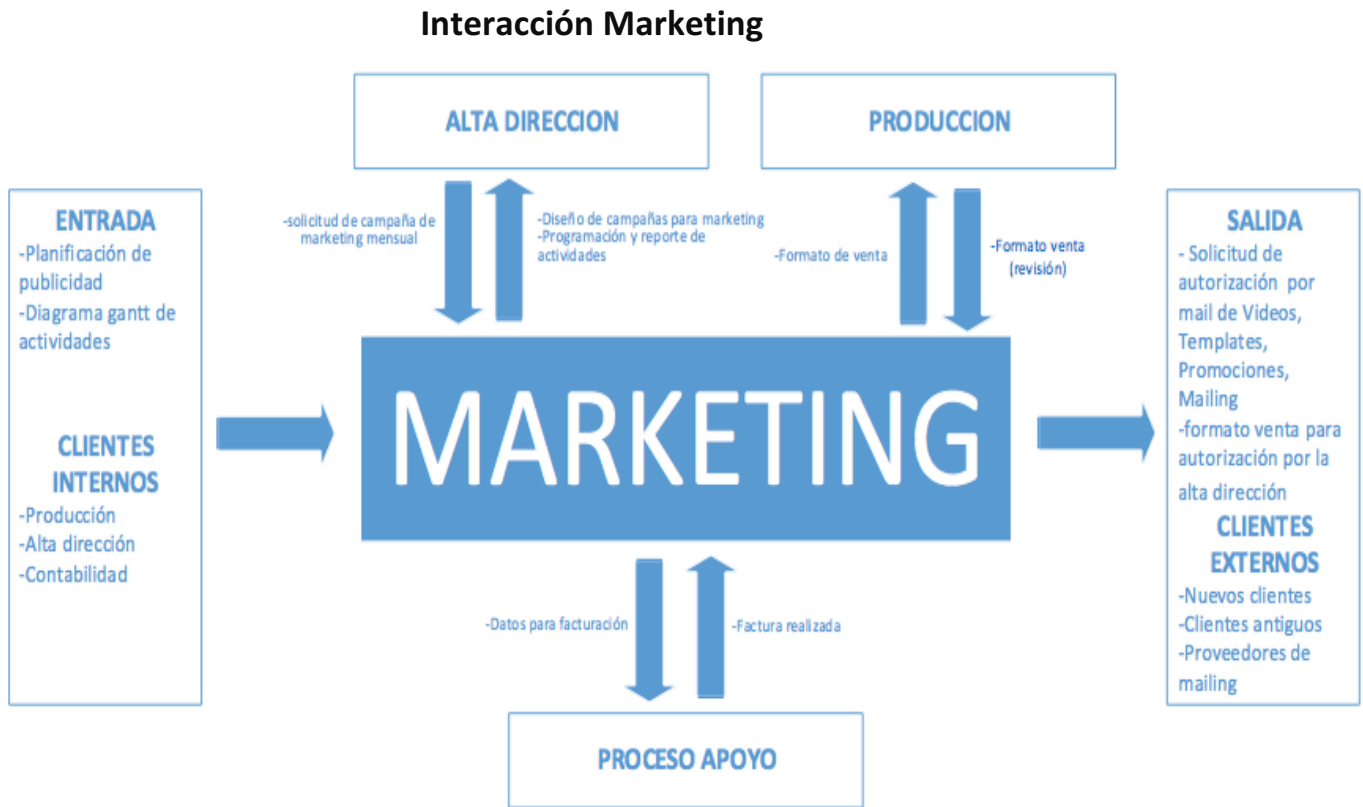 Interacción Marketing
ALTA DIRECCION
PRODUCCION
ENTRADA
-Planificación de
publicidad
-Diagrama gantt de
actividades
CLIENTES
INTERNOS
-Producción
-Alta dirección
-Contabilidad
-solicitud de campaña de
marketing mensual
-Diseño de campañas para marketing
-Programación y reporte de
actividades
-Formato de venta
-Formato venta
(revisión)
MARKETING
SALIDA
- Solicitud de
autorización por
mail de Videos,
Templates,
Promociones,
Mailing
-formato venta para
autorización por la
alta dirección
CLIENTES
EXTERNOS
-Nuevos clientes
-Clientes antiguos
-Proveedores de
mailing
-Datos para facturación
-Factura realizada
PROCESO APOYO